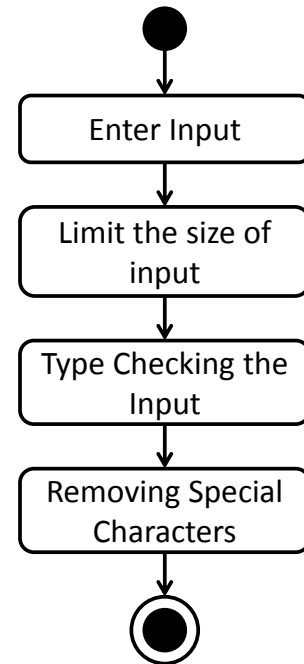 Enter Input
Limit the size of
input
Type Checking the
Input
Removing Special
Characters